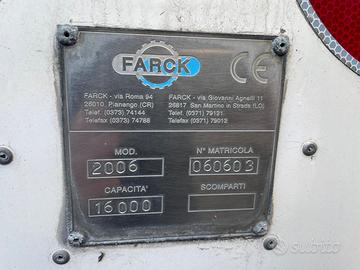 FARCK
CE
FARCK - via Roma 94
26010 Pianengo (CR)
Telef. (0373) 74144
Telefax (0373) 74788
FARCK - via Giovanni Agnelli 11
26817 San Martino in Strada (LO)
Telef. (0371) 79121
Telefax (0371) 79012
MOD.
2006
N° MATRICOLA
060603
CAPACITA'
16000
SCOMPARTI
subito